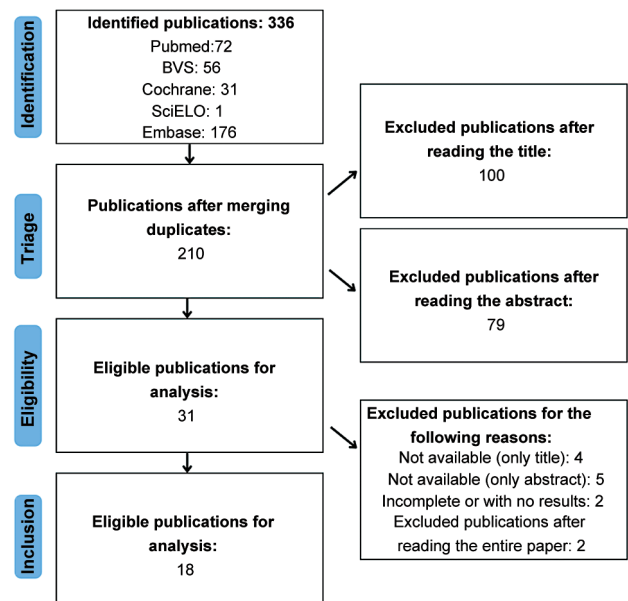 Identification
Identified publications: 336
Pubmed:72
BVS: 56
Cochrane: 31
SciELO: 1
Embase: 176
Excluded publications after
reading the title:
100
Triage
Publications after merging
duplicates:
210
Excluded publications after
reading the abstract:
79
Eligibility
Eligible publications for
analysis:
31
Excluded publications for the
following reasons:
Not available (only title): 4
Not available (only abstract): 5
Incomplete or with no results: 2
Excluded publications after
reading the entire paper: 2
Inclusion
Eligible publications for
analysis:
18